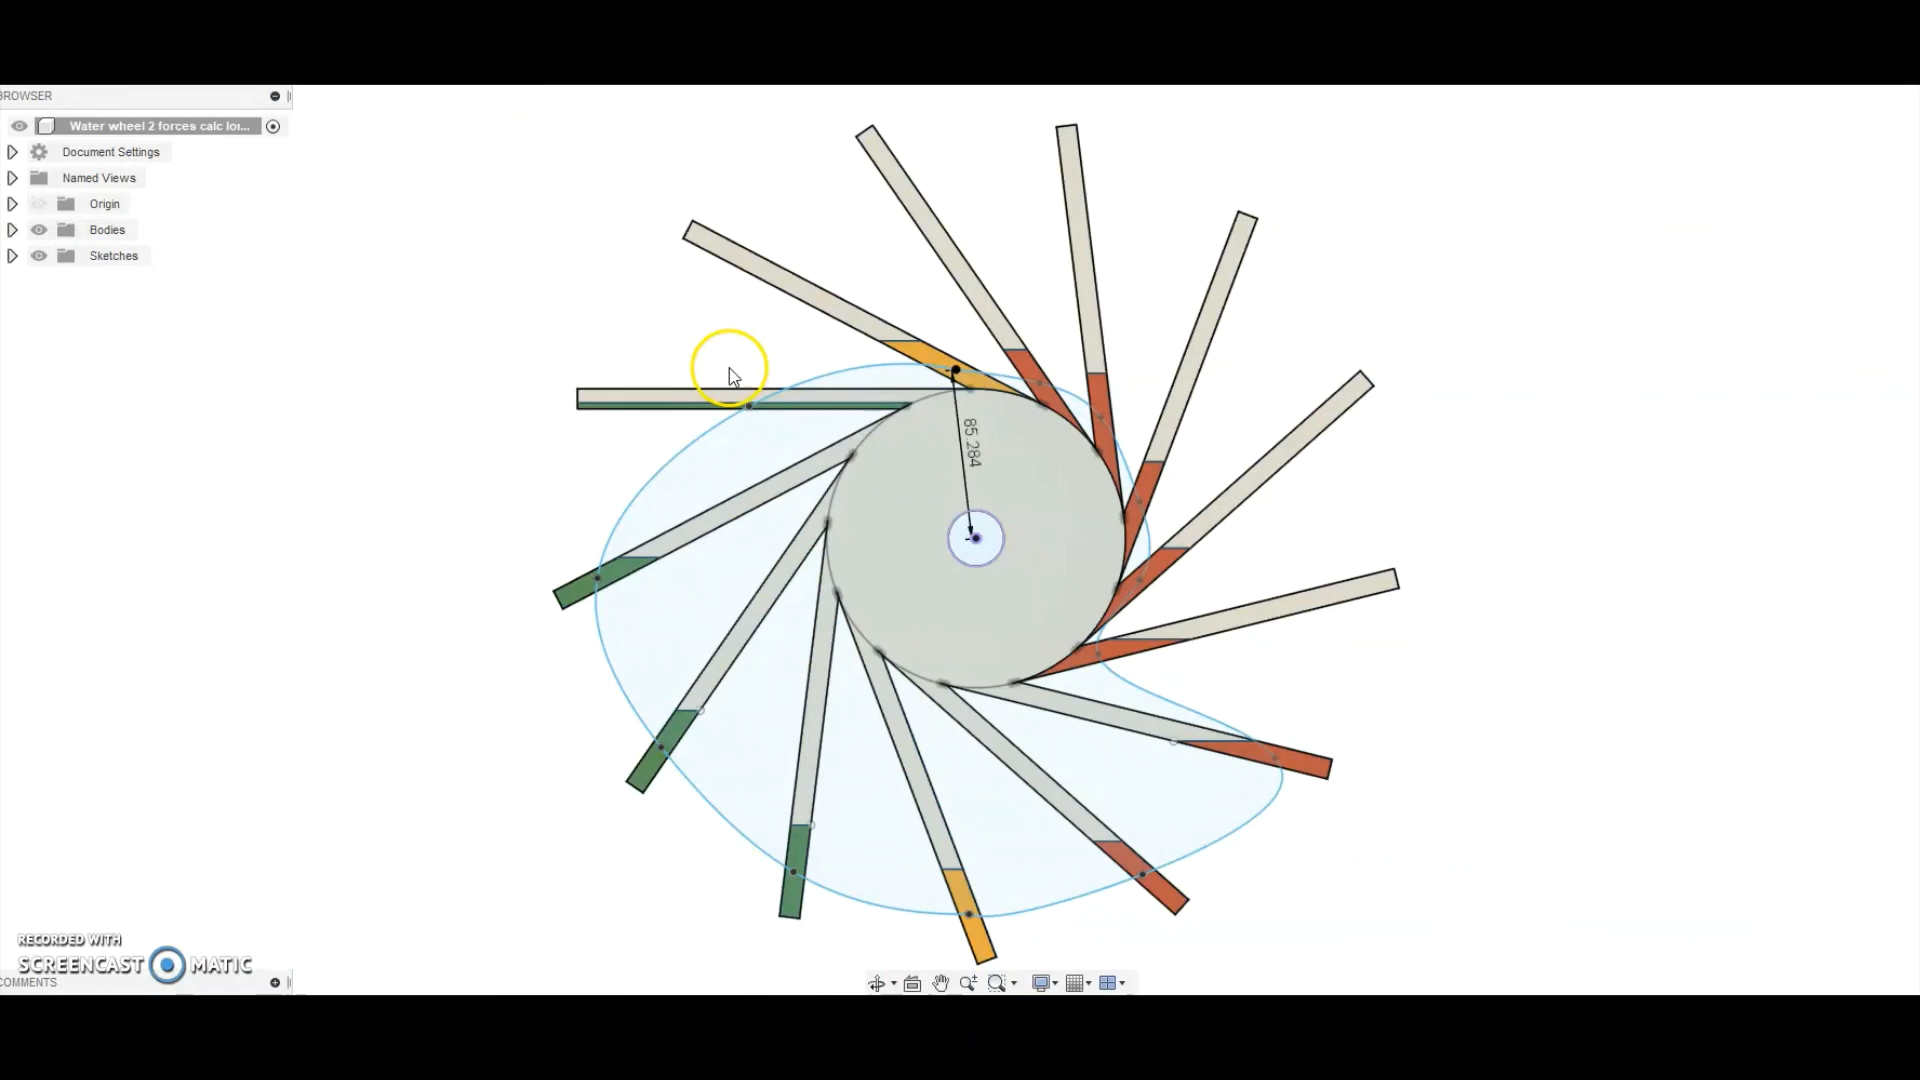 BROWSER
Water wheel 2 forces calc lou...
Document Settings
Named Views
Origin
Bodies
Sketches
85.284
RECORDED WITH
SCREENCAST MATIC
COMMENTS